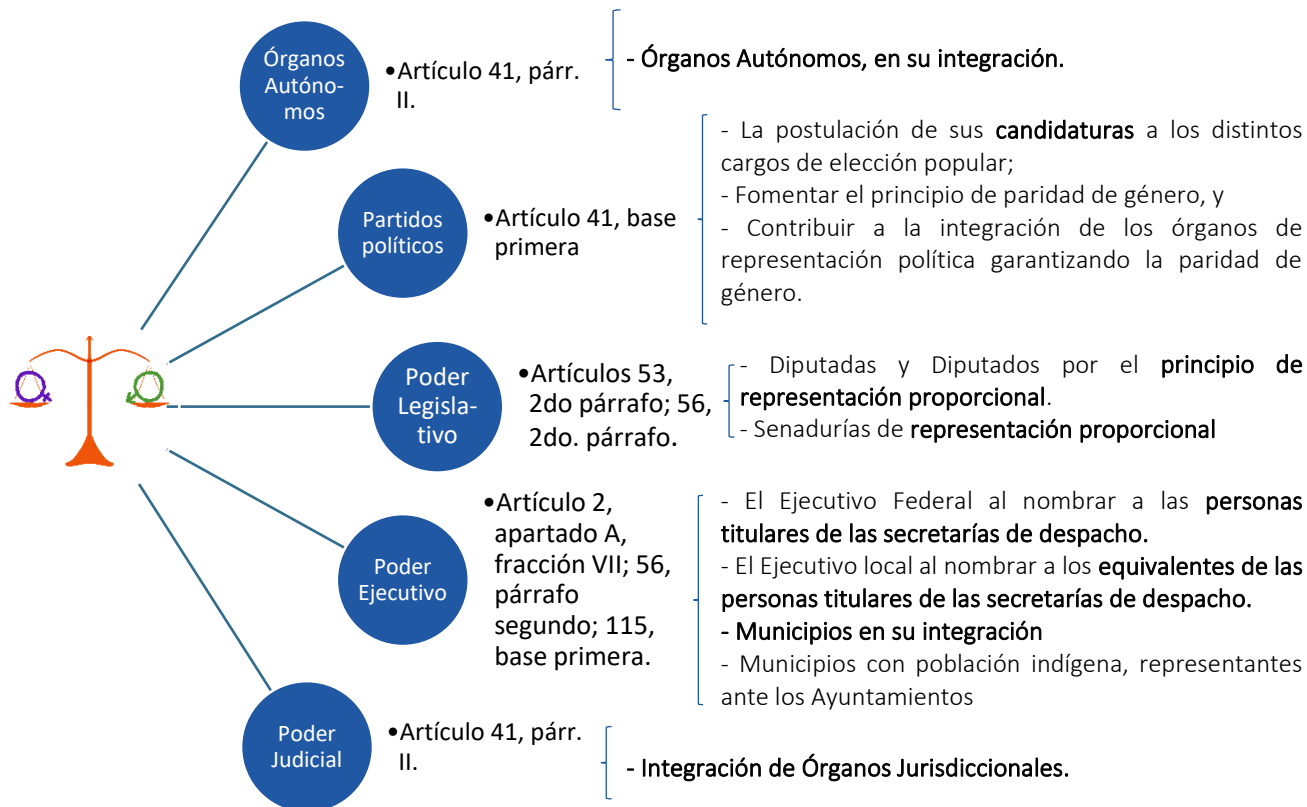 Órganos
Autóno-
mos
•Artículo 41, párr.
II.
- Órganos Autónomos, en su integración.
Partidos
políticos
•Artículo 41, base
primera
- La postulación de sus candidaturas a los distintos
cargos de elección popular;
- Fomentar el principio de paridad de género, y
- Contribuir a la integración de los órganos de
representación política garantizando la paridad de
género.
Poder
Legisla-
tivo
•Artículos 53,
2do párrafo; 56,
2do. párrafo.
- Diputadas y Diputados por el principio de
representación proporcional.
- Senadurías de representación proporcional
Poder
Ejecutivo
•Artículo 2,
apartado A,
fracción VII; 56,
párrafo
segundo; 115,
base primera.
- El Ejecutivo Federal al nombrar a las personas
titulares de las secretarías de despacho.
- El Ejecutivo local al nombrar a los equivalentes de las
personas titulares de las secretarías de despacho.
- Municipios en su integración
- Municipios con población indígena, representantes
ante los Ayuntamientos
Poder
Judicial
•Artículo 41, párr.
II.
- Integración de Órganos Jurisdiccionales.